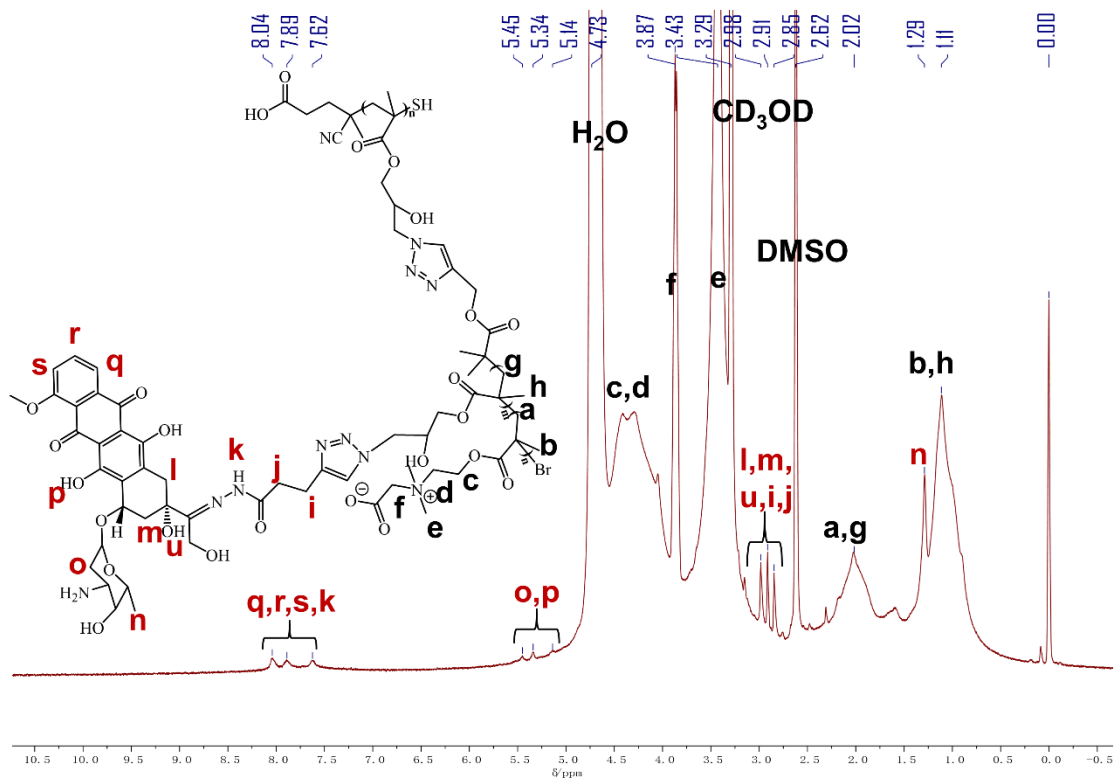 8.04 7.89 7.62 5.45 5.34 5.14 4.73 3.87 3.43 3.29 2.98 2.91 2.85 2.62 2.02 1.29 1.11 0.00
O
HO
NC
n
SH
O
O
OH
N
N
N
O
O
H2O
CD3OD
DMSO
f
e
c,d
b,h
n
l,m,
u,i,j
a,g
o,p
q,r,s,k
r
s
q
O
O
O
OH
OH
p
l
m
OH
u
O
H
o
O
H2N
n
HO
OH
N
k
H
N
O
j
i
N
N
N
OH
O
O
g
h
m
a
b
n
Br
O
O
c
d
N
+
e
f
O
O
⊖
10.5 10.0 9.5 9.0 8.5 8.0 7.5 7.0 6.5 6.0 5.5 5.0 4.5 4.0 3.5 3.0 2.5 2.0 1.5 1.0 0.5 0.0 -0.5
δ/ppm